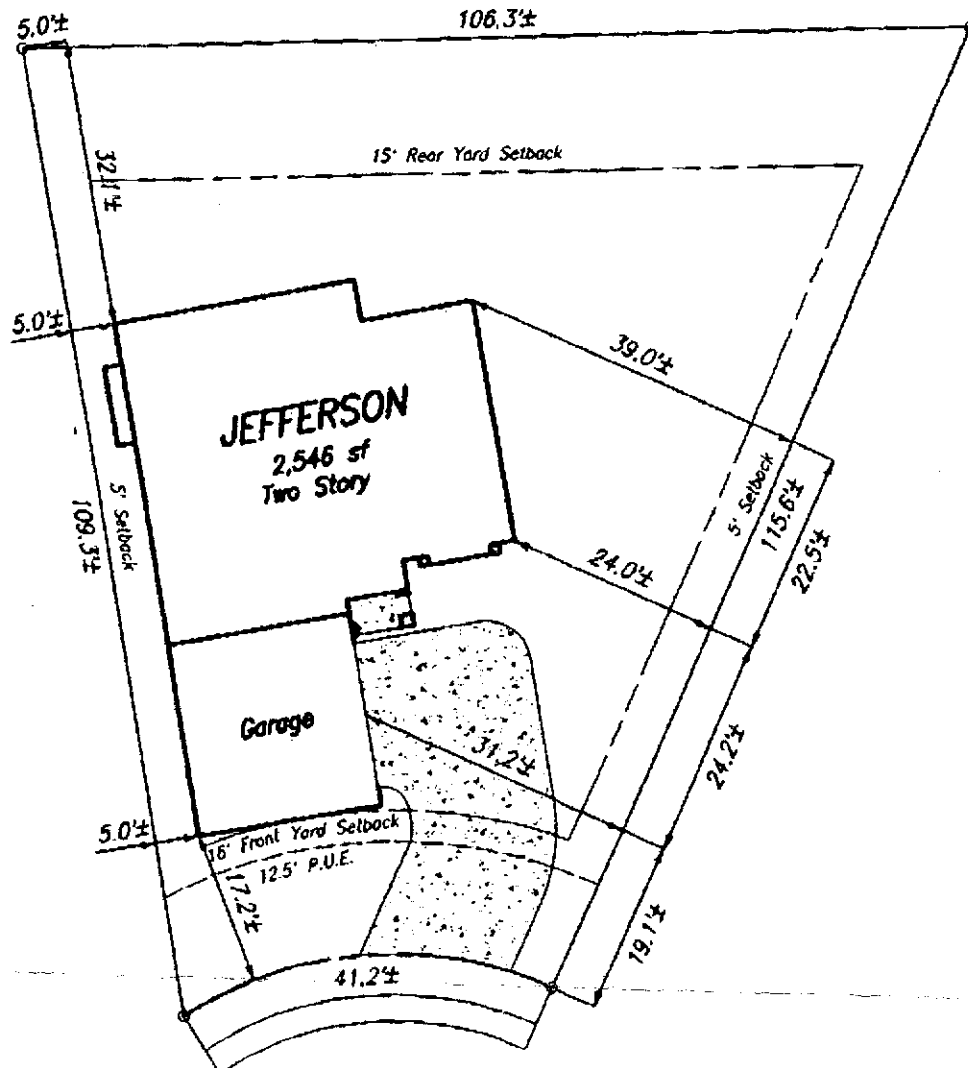 5.0'±
106.3'±
32.1'±
15' Rear Yard Setback
5.0'±
39.0'±
JEFFERSON
2,546 sf
Two Story
5' Setback
109.3'±
5' Setback
115.6'±
22.5'±
24.0'±
Garage
31.2'±
24.2'±
5.0'±
16' Front Yard Setback
12.5' P.U.E.
17.2'±
19.1'±
41.2'±